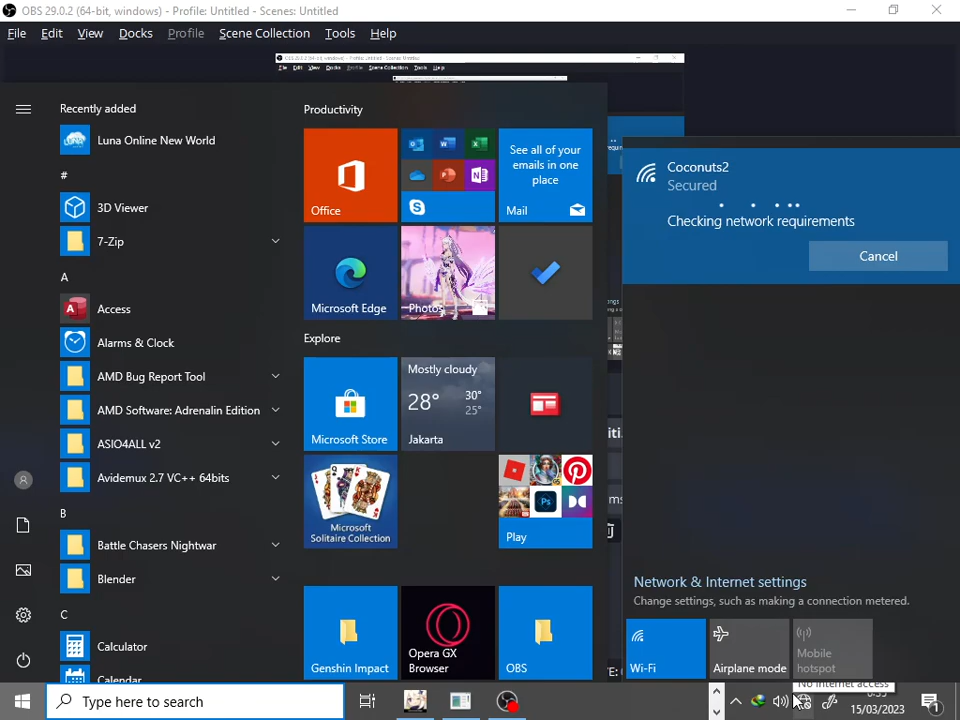 OBS 29.0.2 (64-bit, windows) - Profile: Untitled - Scenes: Untitled
File Edit View Docks Profile Scene Collection Tools Help
Recently added
Luna Online New World
#
3D Viewer
7-Zip
A
Access
Alarms & Clock
AMD Bug Report Tool
AMD Software: Adrenalin Edition
ASIO4ALL v2
Avidemux 2.7 VC++ 64bits
B
Battle Chasers Nightwar
Blender
C
Calculator
Calendar
Productivity
Office
See all of your
emails in one
place
Mail
Microsoft Edge
Photos
Explore
Microsoft Store
Mostly cloudy
28° 30°
25°
Jakarta
Microsoft
Solitaire Collection
Play
Genshin Impact
Opera GX
Browser
OBS
Coconuts2
Secured
Checking network requirements
Cancel
Network & Internet settings
Change settings, such as making a connection metered.
Wi-Fi
Airplane mode
Mobile
hotspot
No Internet access
Type here to search
15/03/2023
1